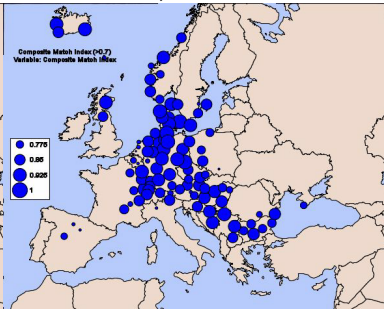 Composite Match Index (>0.7)
Variable: Composite Match Index
0.775
0.85
0.925
1